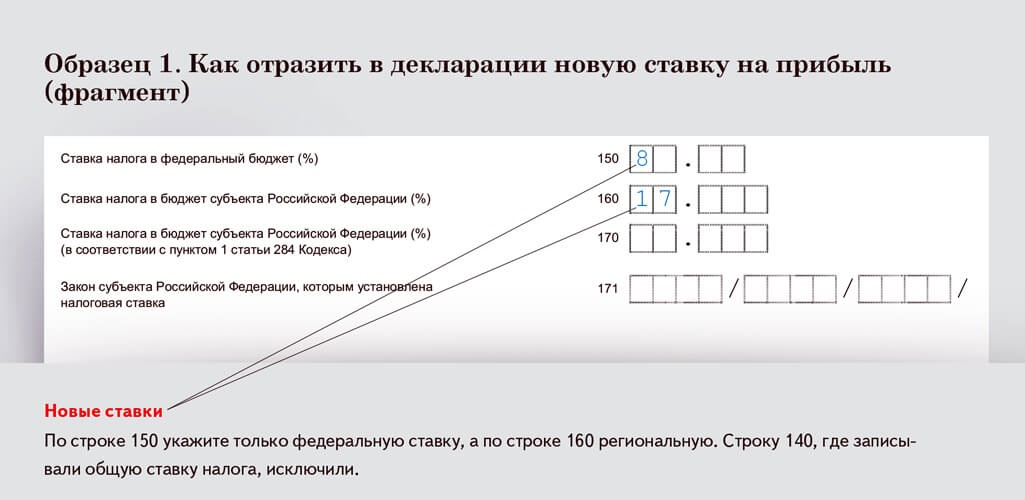 Образец 1. Как отразить в декларации новую ставку на прибыль
(фрагмент)
Ставка налога в федеральный бюджет (%) 150 8 .
Ставка налога в бюджет субъекта Российской Федерации (%) 160 17 .
Ставка налога в бюджет субъекта Российской Федерации (%)
(в соответствии с пунктом 1 статьи 284 Кодекса) 170 .
Закон субъекта Российской Федерации, которым установлена
налоговая ставка 171 / / /
Новые ставки
По строке 150 укажите только федеральную ставку, а по строке 160 региональную. Строку 140, где записы-
вали общую ставку налога, исключили.